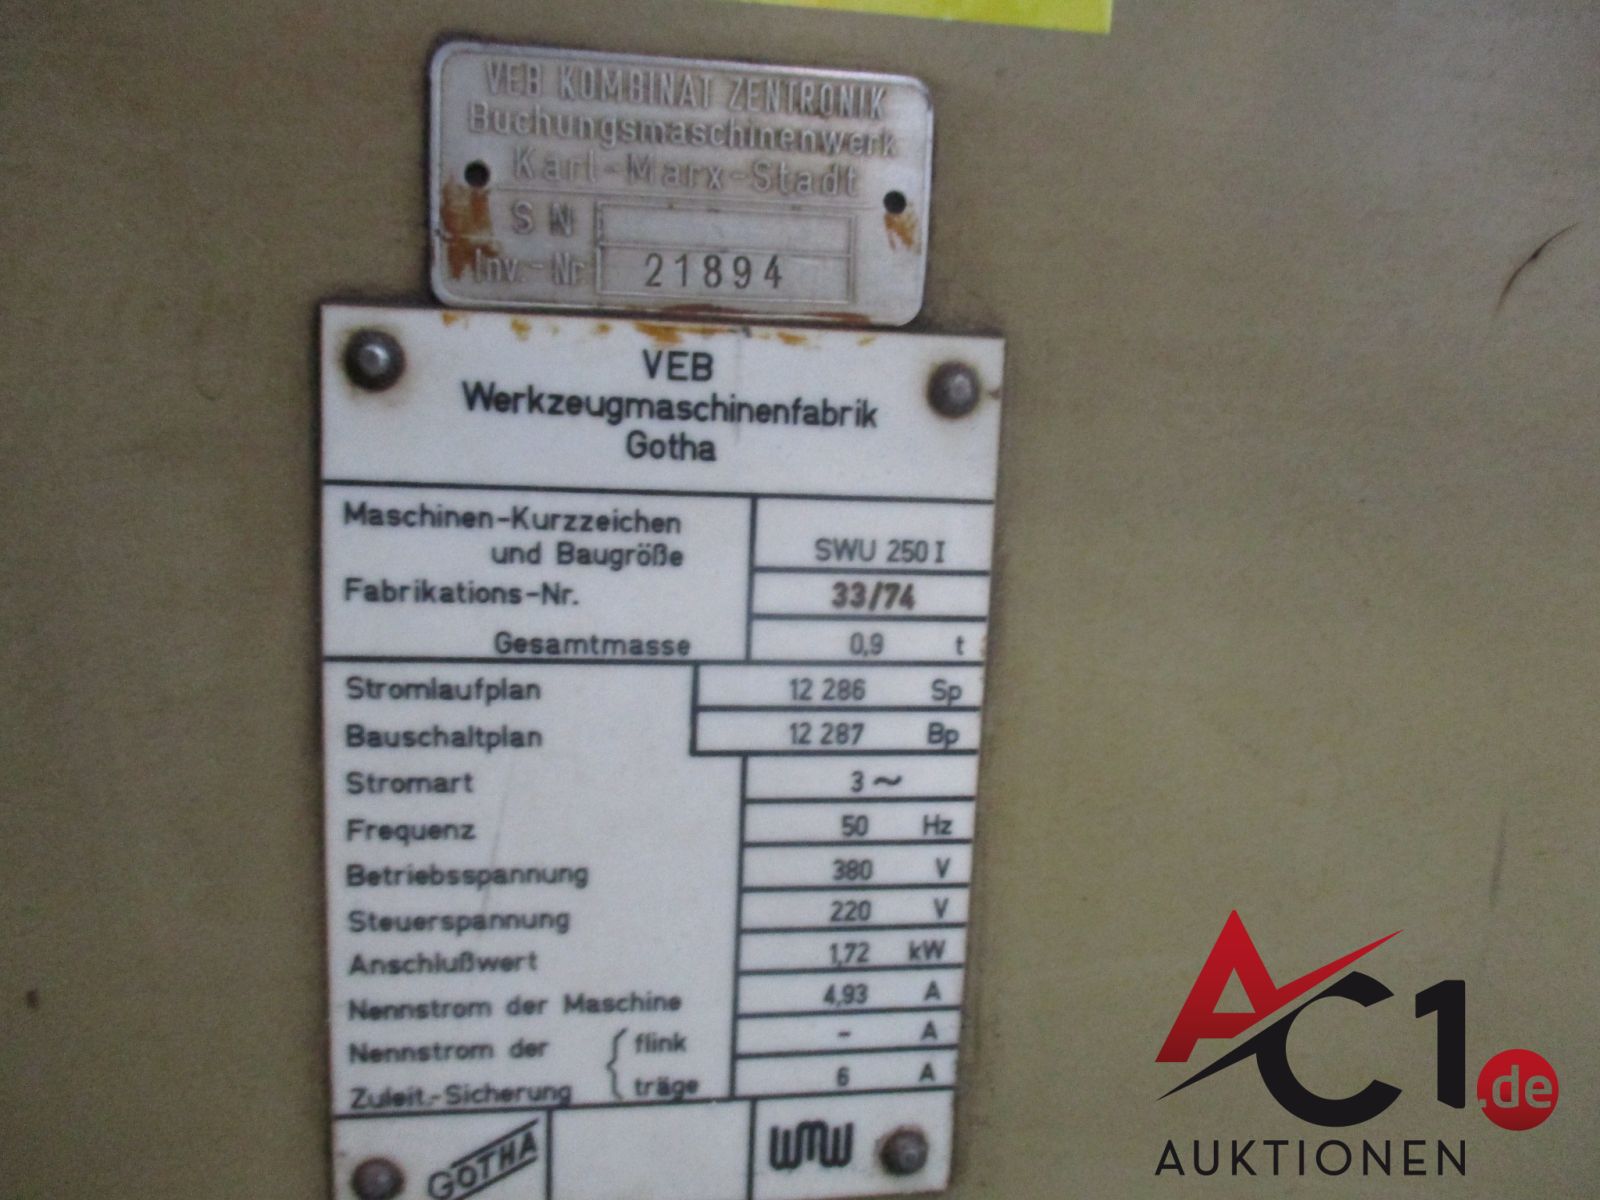 VEB KOMBINAT ZENTRONIK
Buchungsmaschinenwerk
Karl-Marx-Stadt
SN
Inv.-Nr. 21894
VEB
Werkzeugmaschinenfabrik
Gotha
Maschinen-Kurzzeichen
und Baugröße SWU 250 I
Fabrikations-Nr. 33/74
Gesamtmasse 0,9 t
Stromlaufplan 12 286 Sp
Bauschaltplan 12 287 Bp
Stromart 3~
Frequenz 50 Hz
Betriebsspannung 380 V
Steuerspannung 220 V
Anschlußwert 1,72 kW
Nennstrom der Maschine 4,93 A
Nennstrom der { flink - A
Zuleit.-Sicherung { träge 6 A
GOTHA WMW
AC1.de
AUKTIONEN